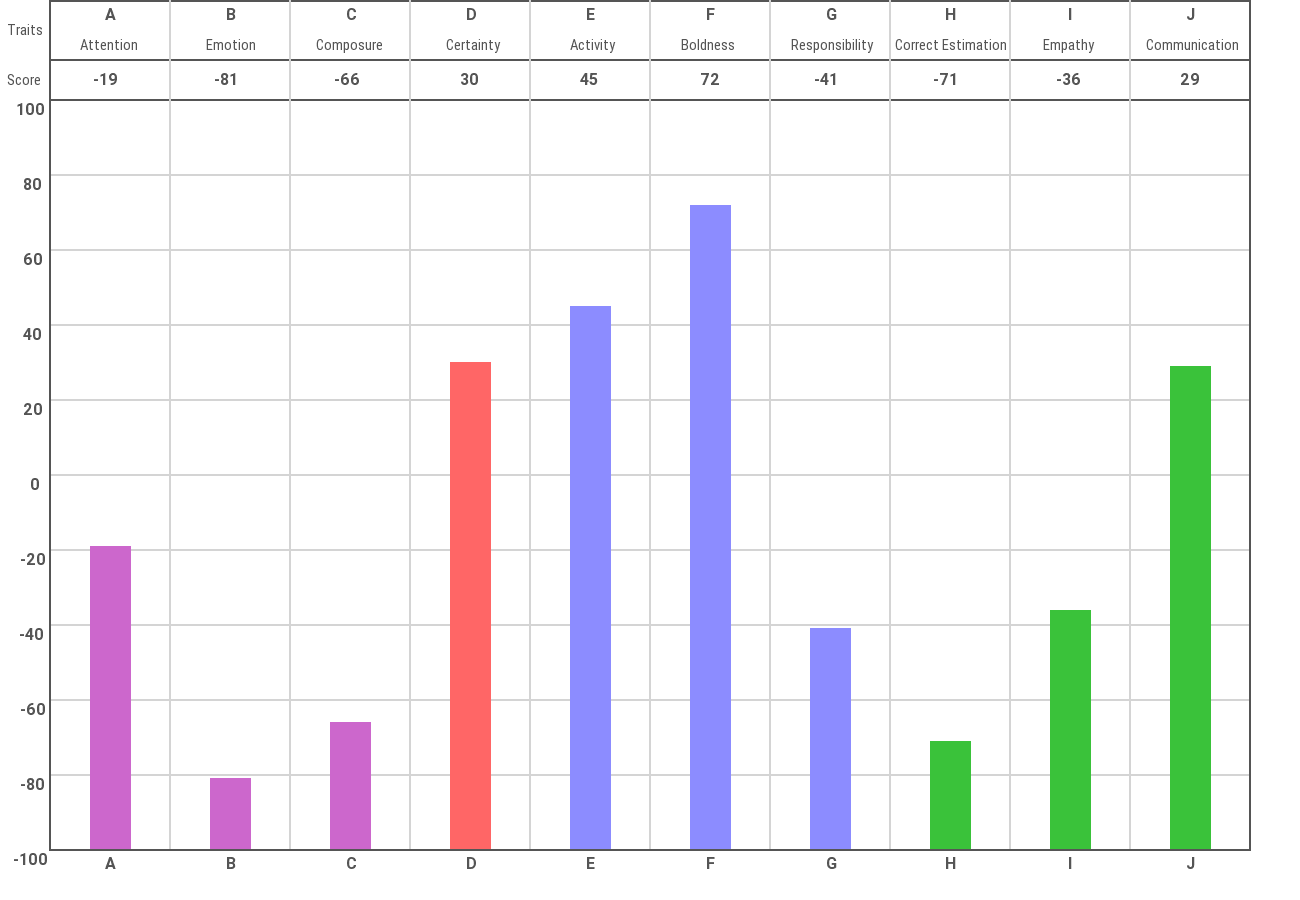 A B C D E F G H I J
Traits
Attention Emotion Composure Certainty Activity Boldness Responsibility Correct Estimation Empathy Communication
Score -19 -81 -66 30 45 72 -41 -71 -36 29
100
80
60
40
20
0
-20
-40
-60
-80
-100
A B C D E F G H I J